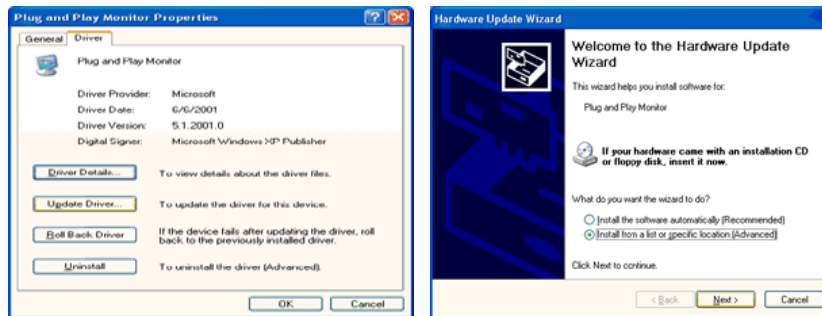 Plug and Play Monitor Properties
General
Driver
Plug and Play Monitor
Driver Provider: Microsoft
Driver Date: 6/6/2001
Driver Version: 5.1.2001.0
Digital Signer: Microsoft Windows XP Publisher
Driver Details... To view details about the driver files.
Update Driver... To update the driver for this device.
Roll Back Driver If the device fails after updating the driver, roll
back to the previously installed driver.
Uninstall To uninstall the driver (Advanced).
OK Cancel
Hardware Update Wizard
Welcome to the Hardware Update
Wizard
This wizard helps you install software for:
Plug and Play Monitor
If your hardware came with an installation CD
or floppy disk, insert it now.
What do you want the wizard to do?
Install the software automatically (Recommended)
Install from a list or specific location (Advanced)
Click Next to continue.
< Back Next > Cancel